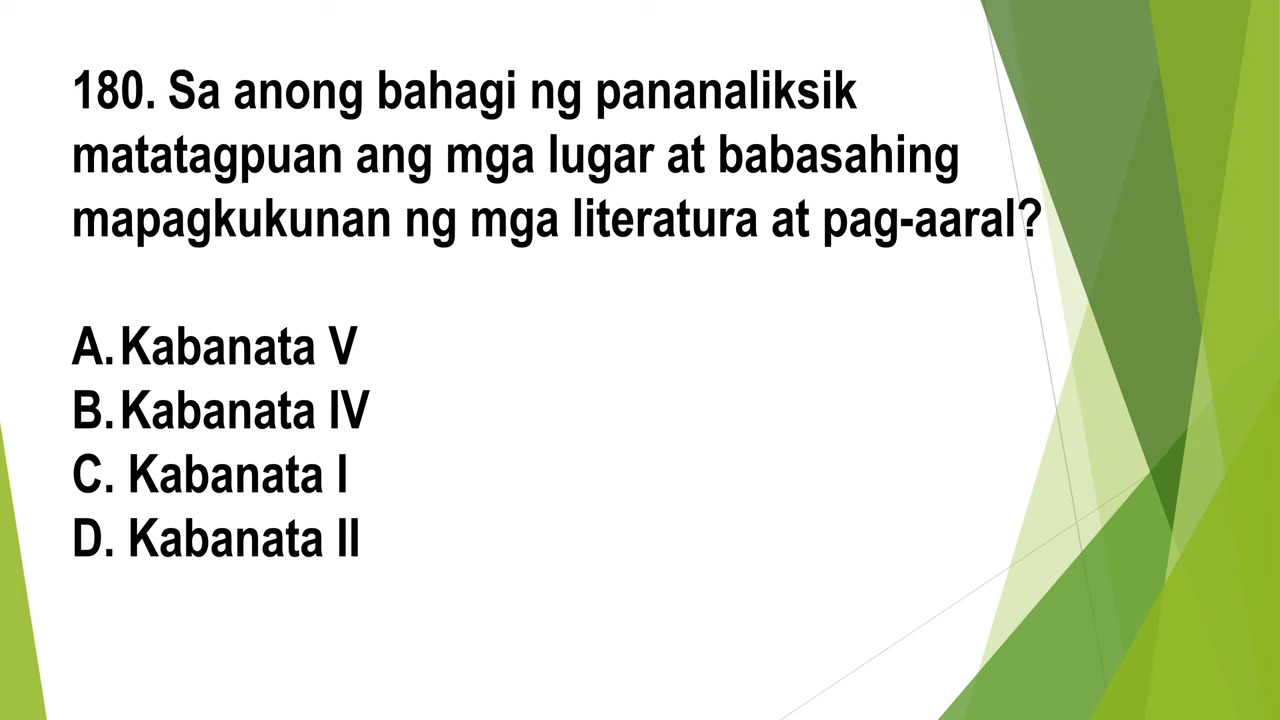 180. Sa anong bahagi ng pananaliksik
matatagpuan ang mga lugar at babasahing
mapagkukunan ng mga literatura at pag-aaral?
A. Kabanata V
B. Kabanata IV
C. Kabanata I
D. Kabanata II